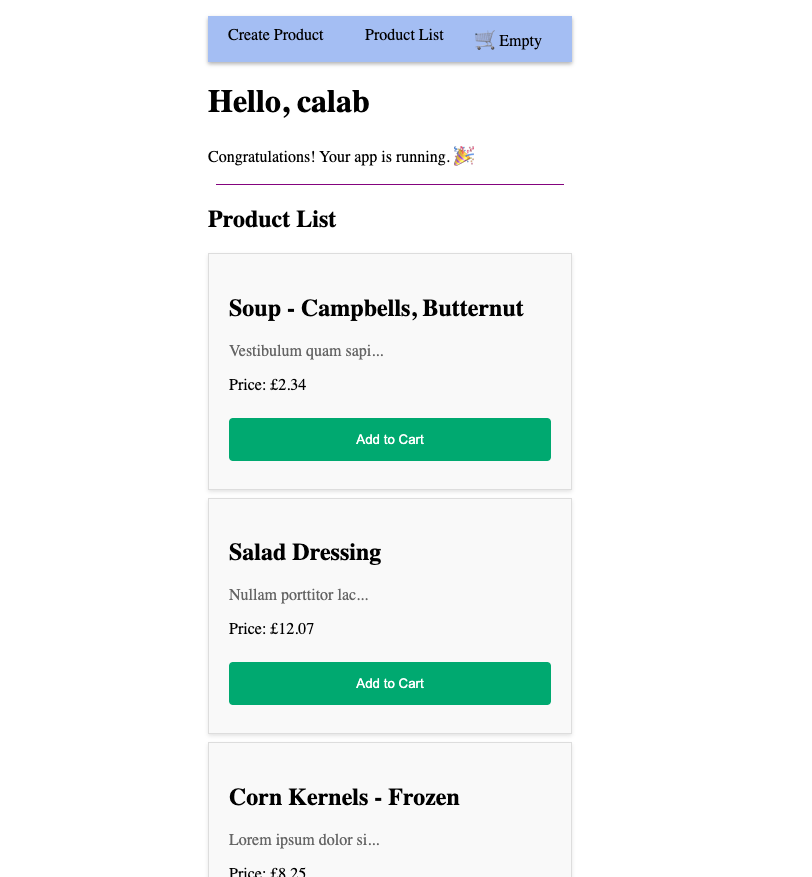 Create Product Product List 🛒 Empty
Hello, calab
Congratulations! Your app is running. 🎉
Product List
Soup - Campbells, Butternut
Vestibulum quam sapi...
Price: £2.34
Add to Cart
Salad Dressing
Nullam porttitor lac...
Price: £12.07
Add to Cart
Corn Kernels - Frozen
Lorem ipsum dolor si...
Price: £8.25